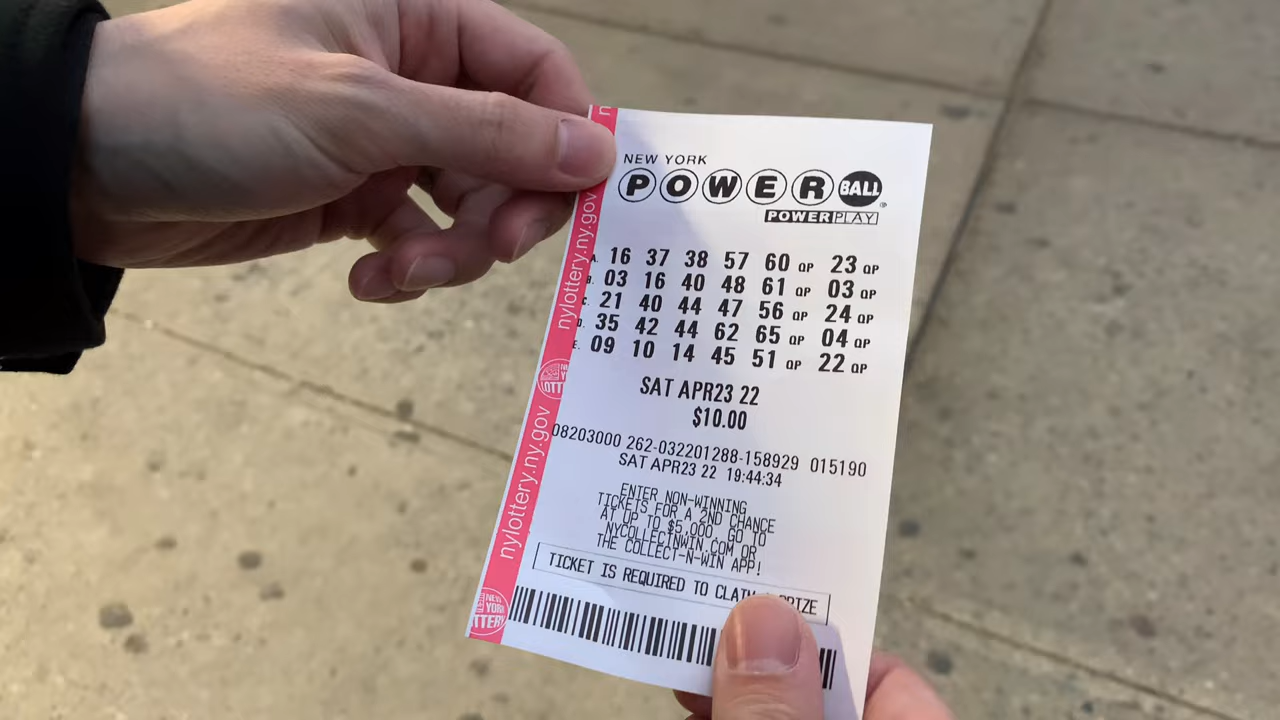 NEW YORK
POWERBALL
POWERPLAY
A. 16 37 38 57 60 QP 23 QP
B. 03 16 40 48 61 QP 03 QP
C. 21 40 44 47 56 QP 24 QP
D. 35 42 44 62 65 QP 04 QP
E. 09 10 14 45 51 QP 22 QP
SAT APR23 22
$10.00
08203000 262-032201288-158929 015190
SAT APR23 22 19:44:34
ENTER NON-WINNING
TICKETS FOR A 2ND CHANCE
AT UP TO $5,000. GO TO
NYCOLLECTNWIN.COM OR
THE COLLECT-N-WIN APP!
TICKET IS REQUIRED TO CLAIM PRIZE
nylottery.ny.gov
nylottery.ny.gov
NEW
YORK